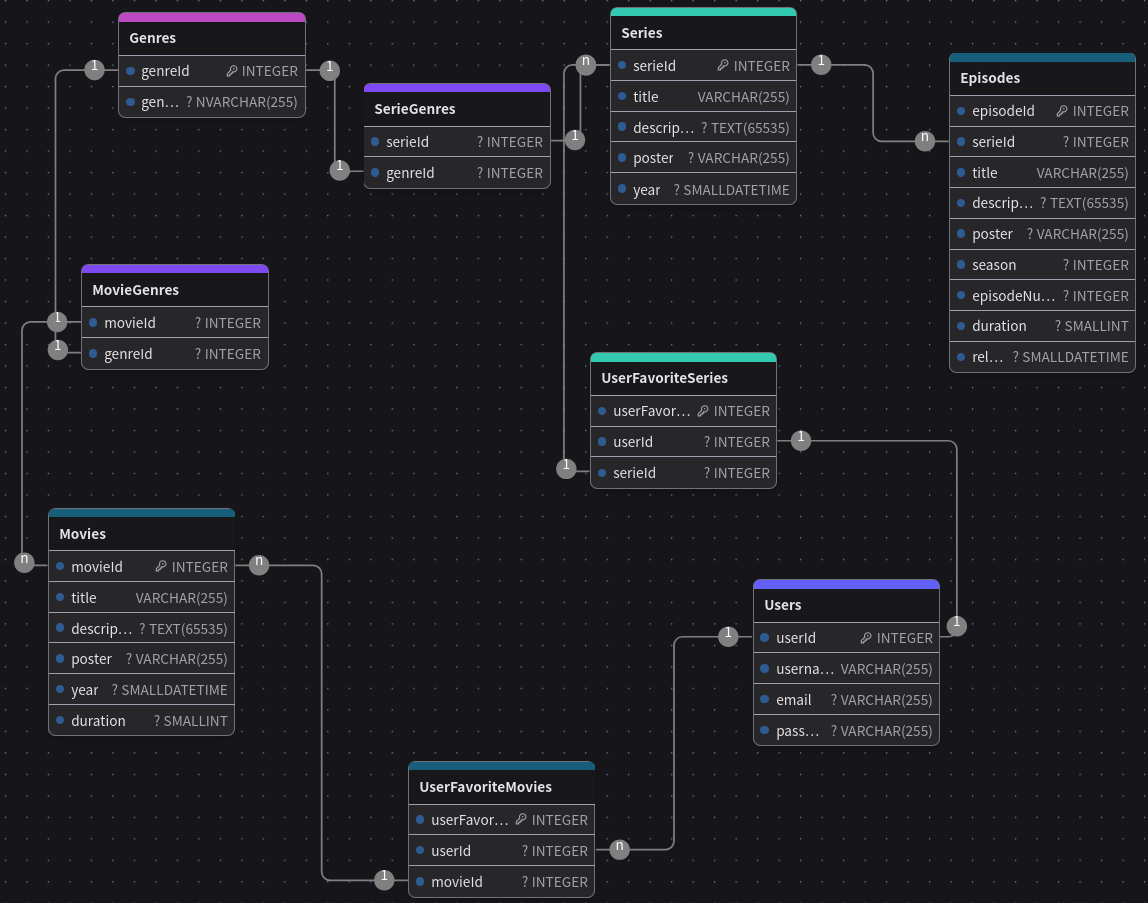 Genres
genreId INTEGER
gen... ? NVARCHAR(255)
SerieGenres
serieId ? INTEGER
genreId ? INTEGER
Series
serieId INTEGER
title VARCHAR(255)
descrip... ? TEXT(65535)
poster ? VARCHAR(255)
year ? SMALLDATETIME
Episodes
episodeId INTEGER
serieId ? INTEGER
title VARCHAR(255)
descrip... ? TEXT(65535)
poster ? VARCHAR(255)
season ? INTEGER
episodeNu... ? INTEGER
duration ? SMALLINT
rel... ? SMALLDATETIME
MovieGenres
movieId ? INTEGER
genreId ? INTEGER
UserFavoriteSeries
userFavor... INTEGER
userId ? INTEGER
serieId ? INTEGER
Movies
movieId INTEGER
title VARCHAR(255)
descrip... ? TEXT(65535)
poster ? VARCHAR(255)
year ? SMALLDATETIME
duration ? SMALLINT
Users
userId INTEGER
userna... VARCHAR(255)
email ? VARCHAR(255)
pass... ? VARCHAR(255)
UserFavoriteMovies
userFavor... INTEGER
userId ? INTEGER
movieId ? INTEGER
1
1
1
n
1
1
n
1
1
n
1
1
1
n
1
n
1